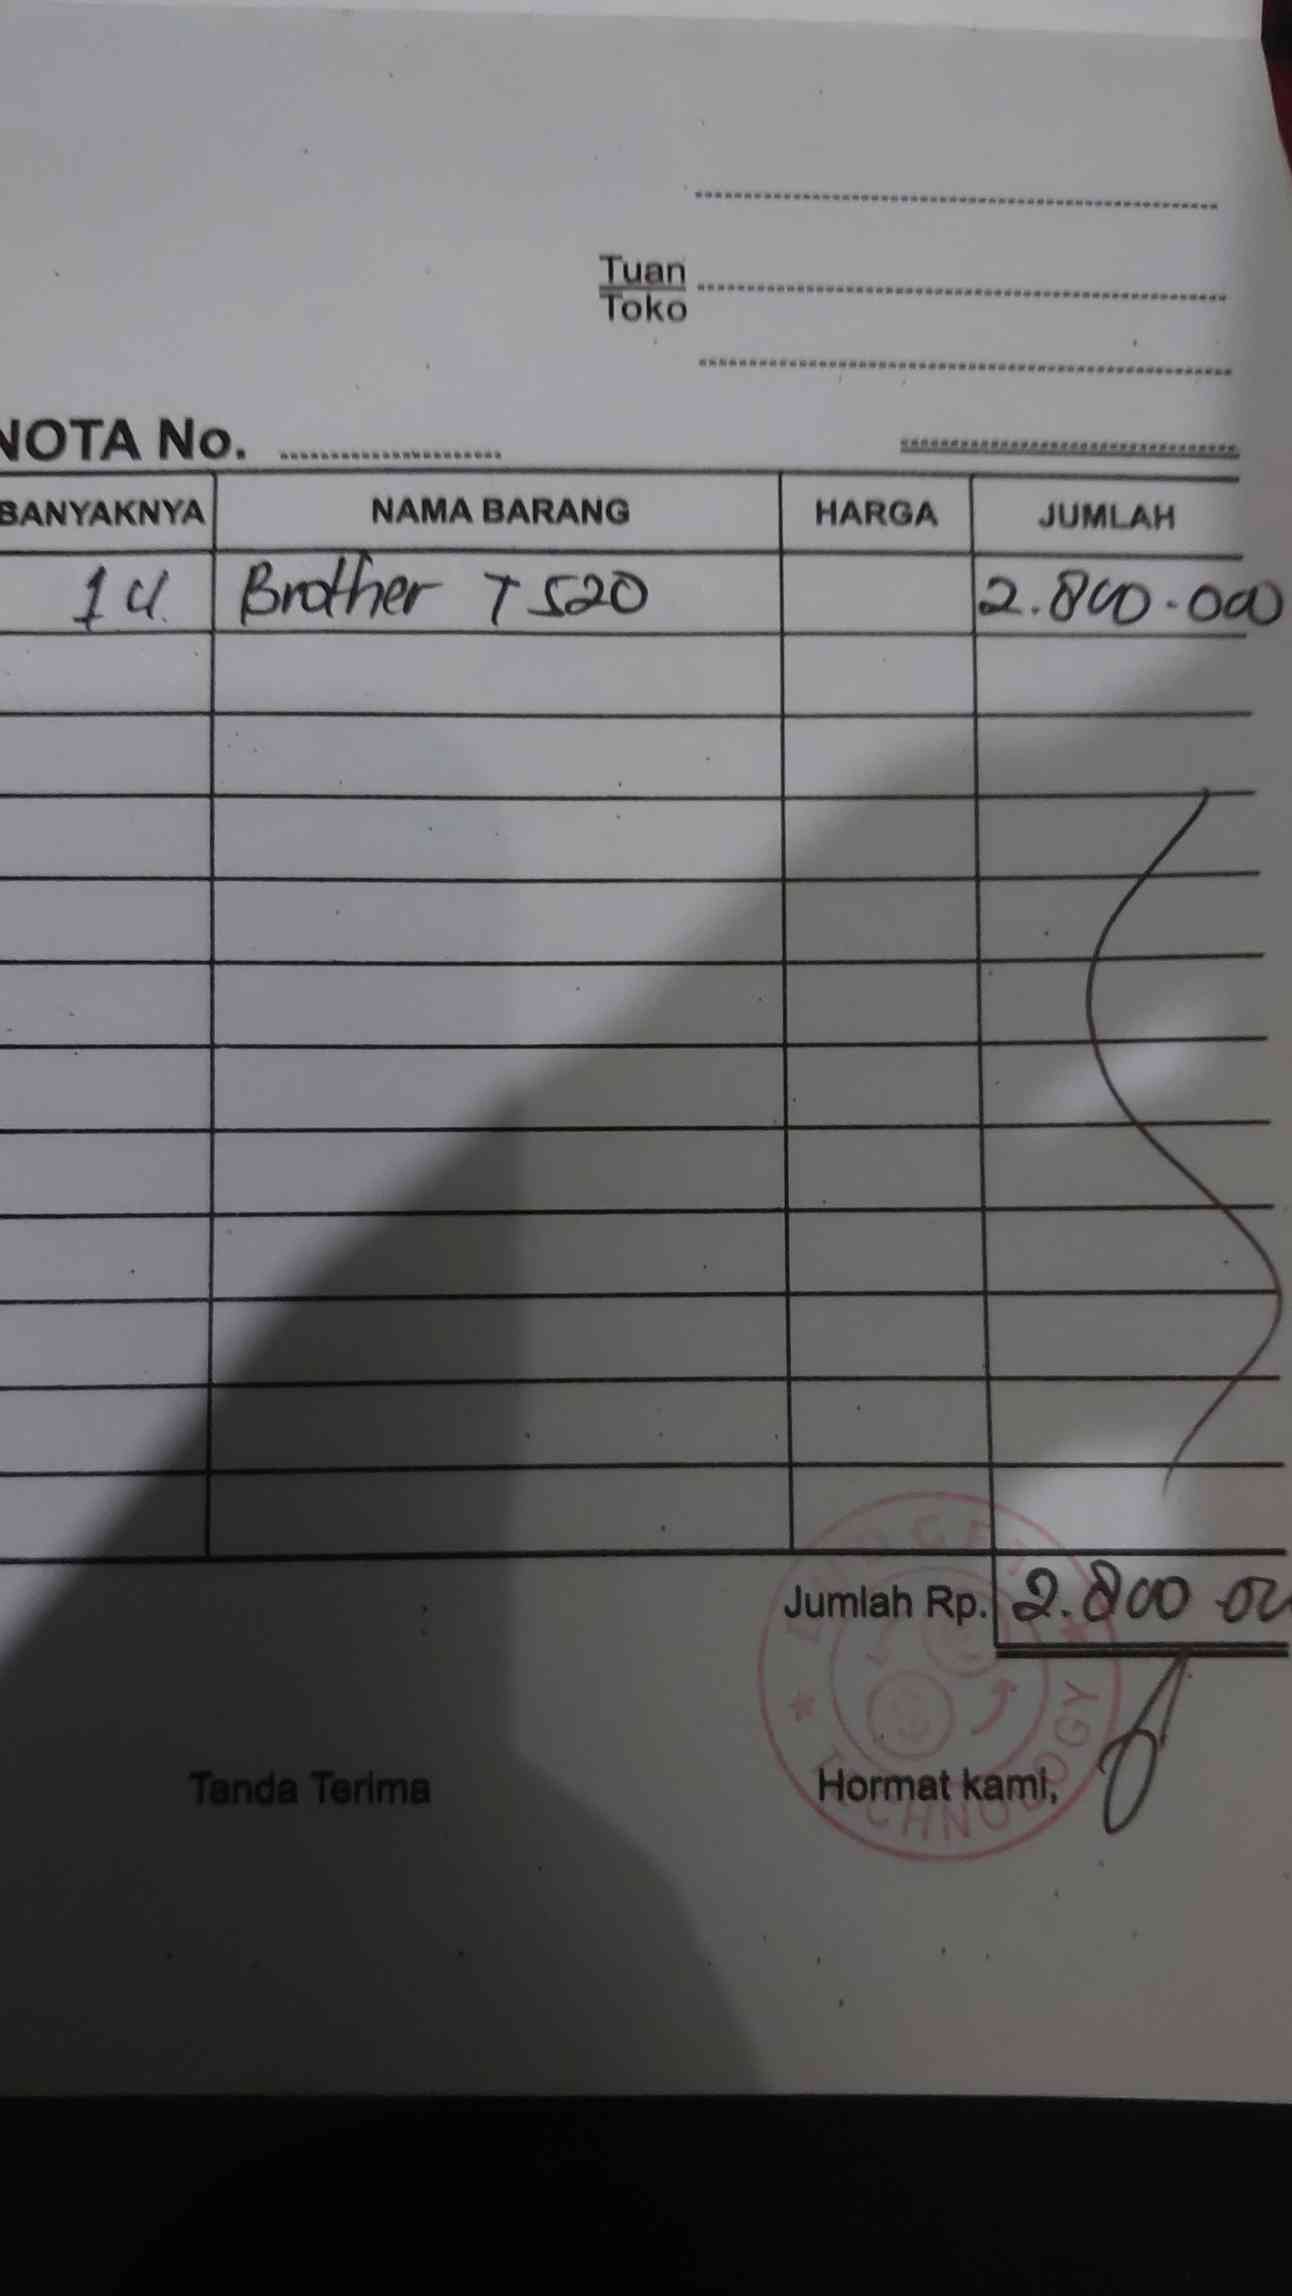 Tuan
Toko
NOTA No.
BANYAKNYA NAMA BARANG HARGA JUMLAH
1 U. Brother T520 2.800.000
Jumlah Rp. 2.800.00
Tanda Terima Hormat kami,
TECHNOLOGY